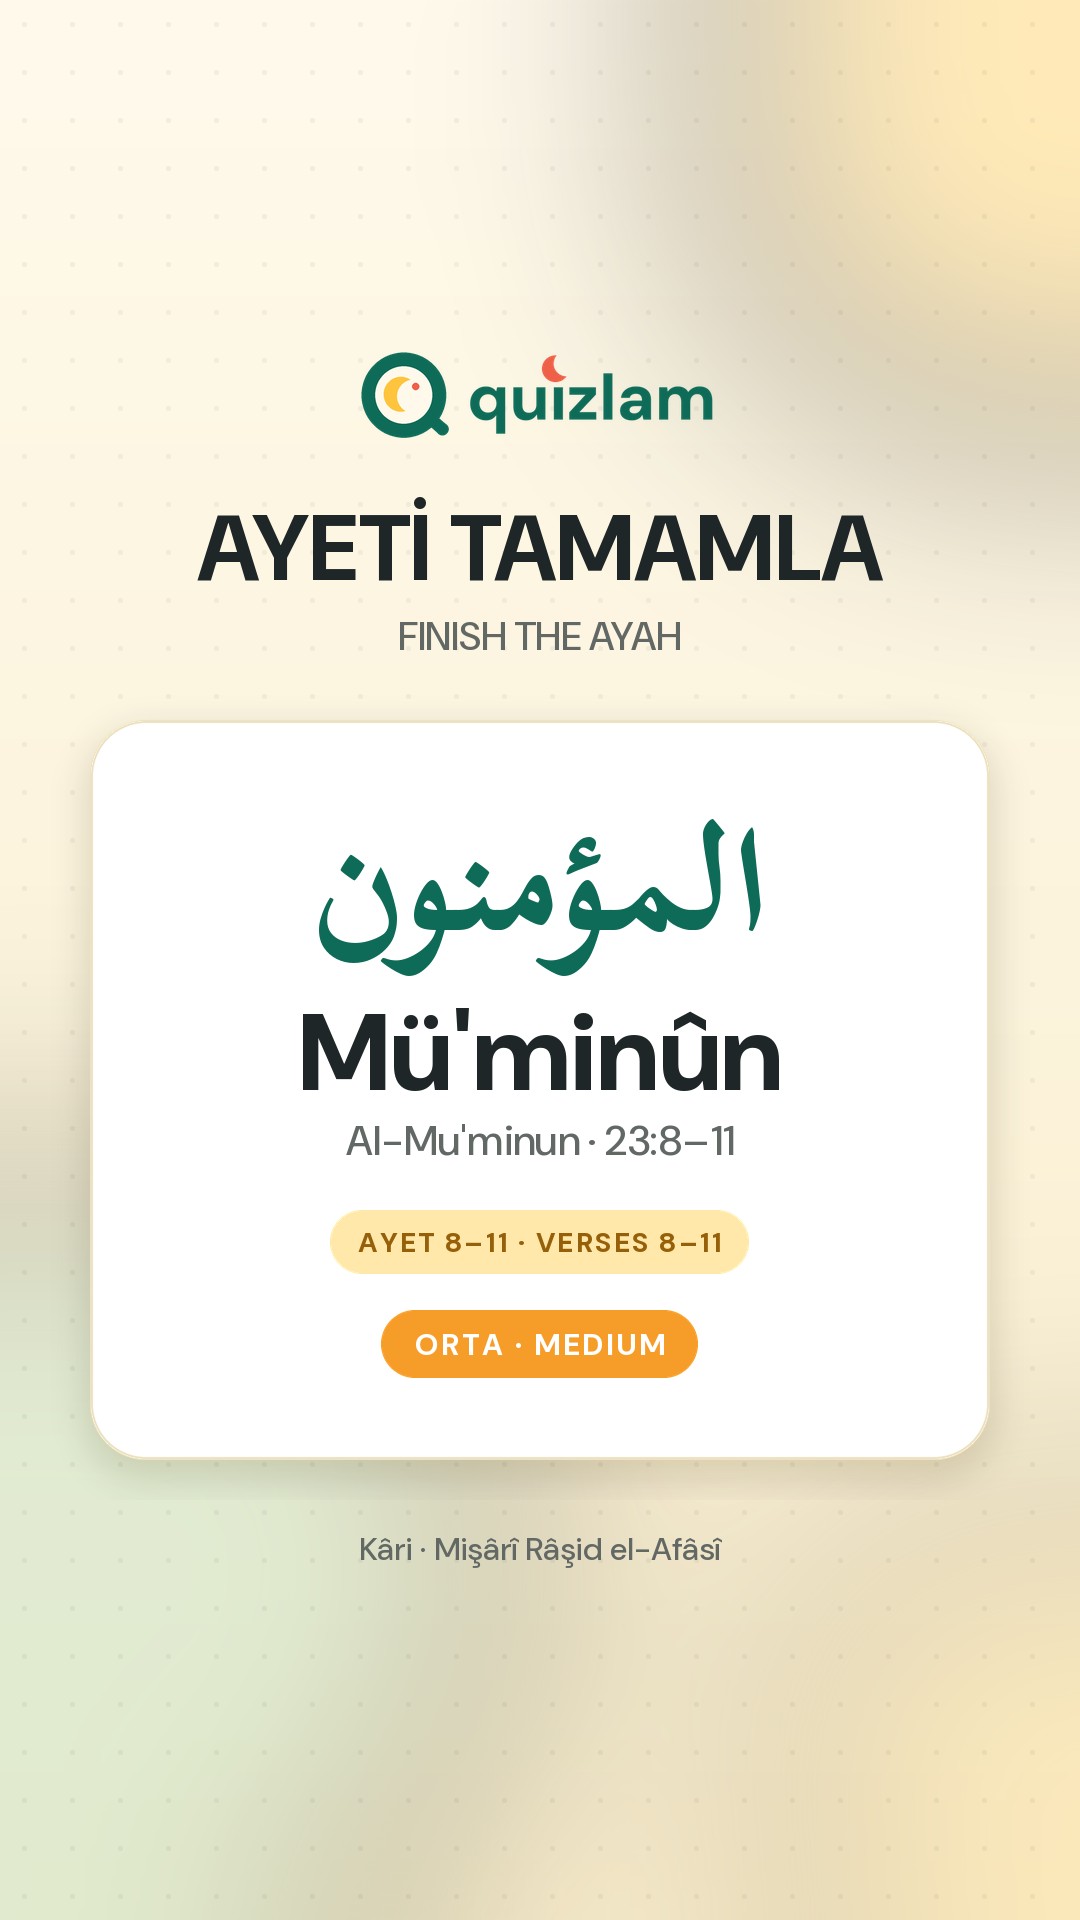 quizlam
AYETİ TAMAMLA
FINISH THE AYAH
المؤمنون
Mü'minûn
Al-Mu'minun · 23:8–11
AYET 8–11 · VERSES 8–11
ORTA · MEDIUM
Kâri · Mişârî Râşid el-Afâsî